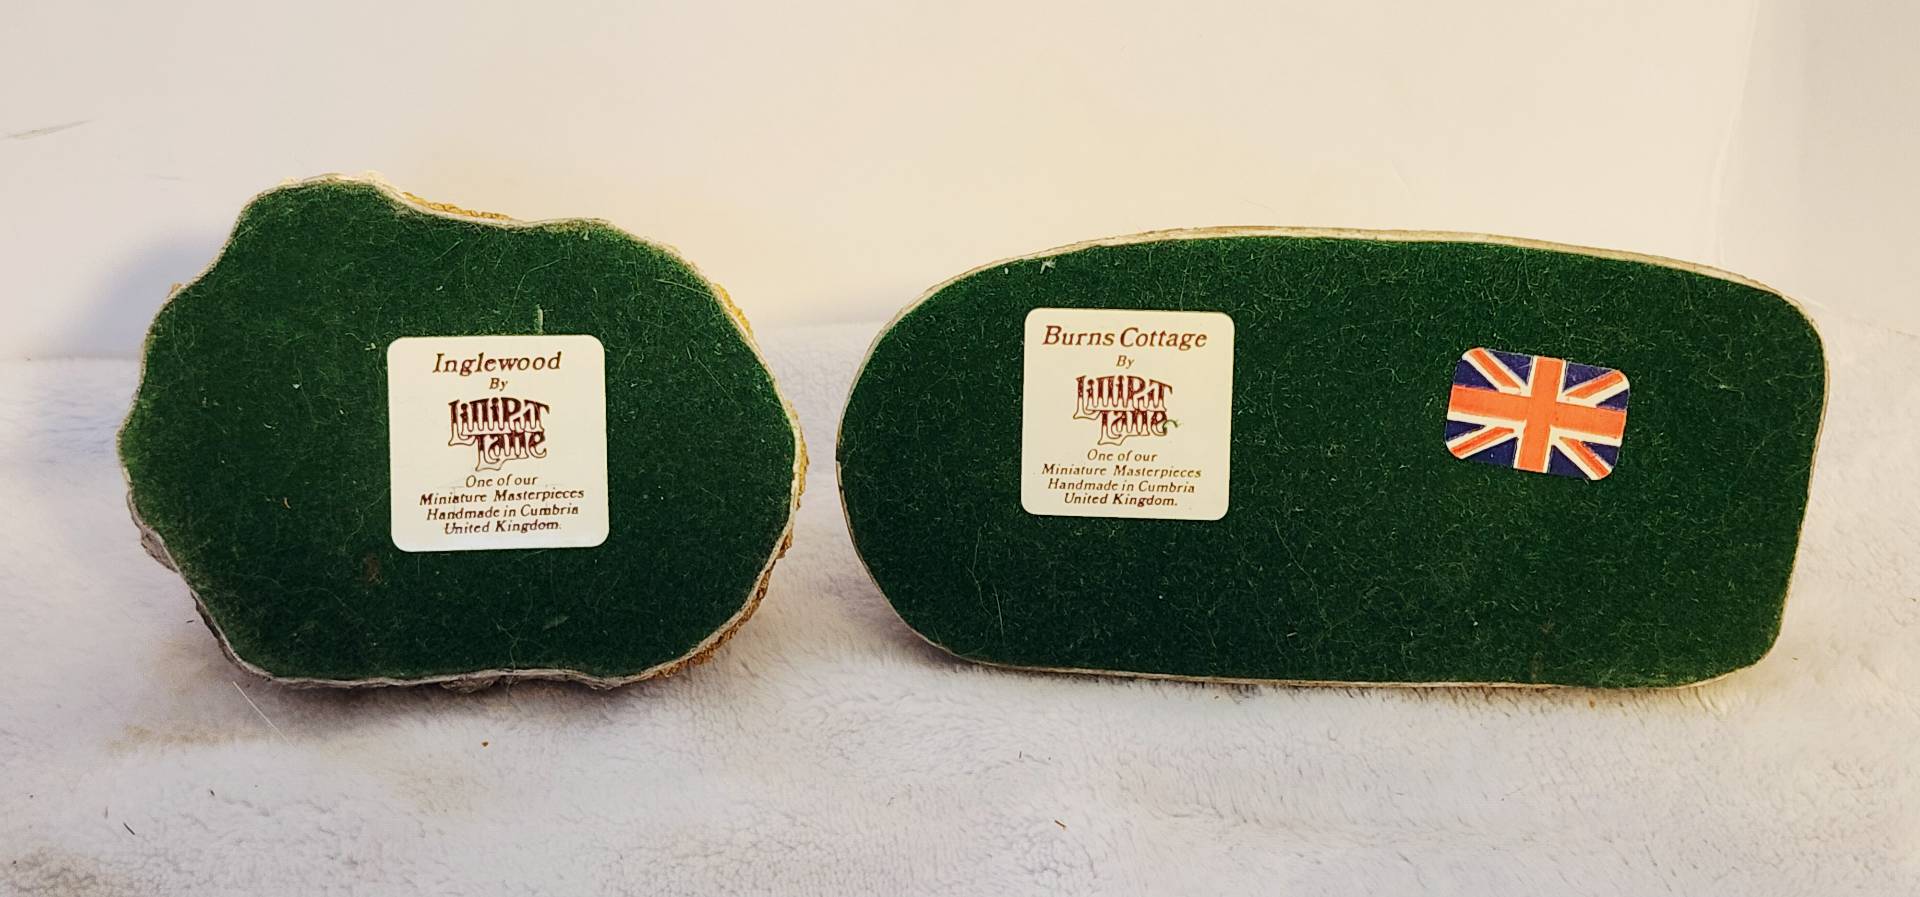 Inglewood
By
Lilliput
Lane
One of our
Miniature Masterpieces
Handmade in Cumbria
United Kingdom.
Burns Cottage
By
Lilliput
Lane
One of our
Miniature Masterpieces
Handmade in Cumbria
United Kingdom.